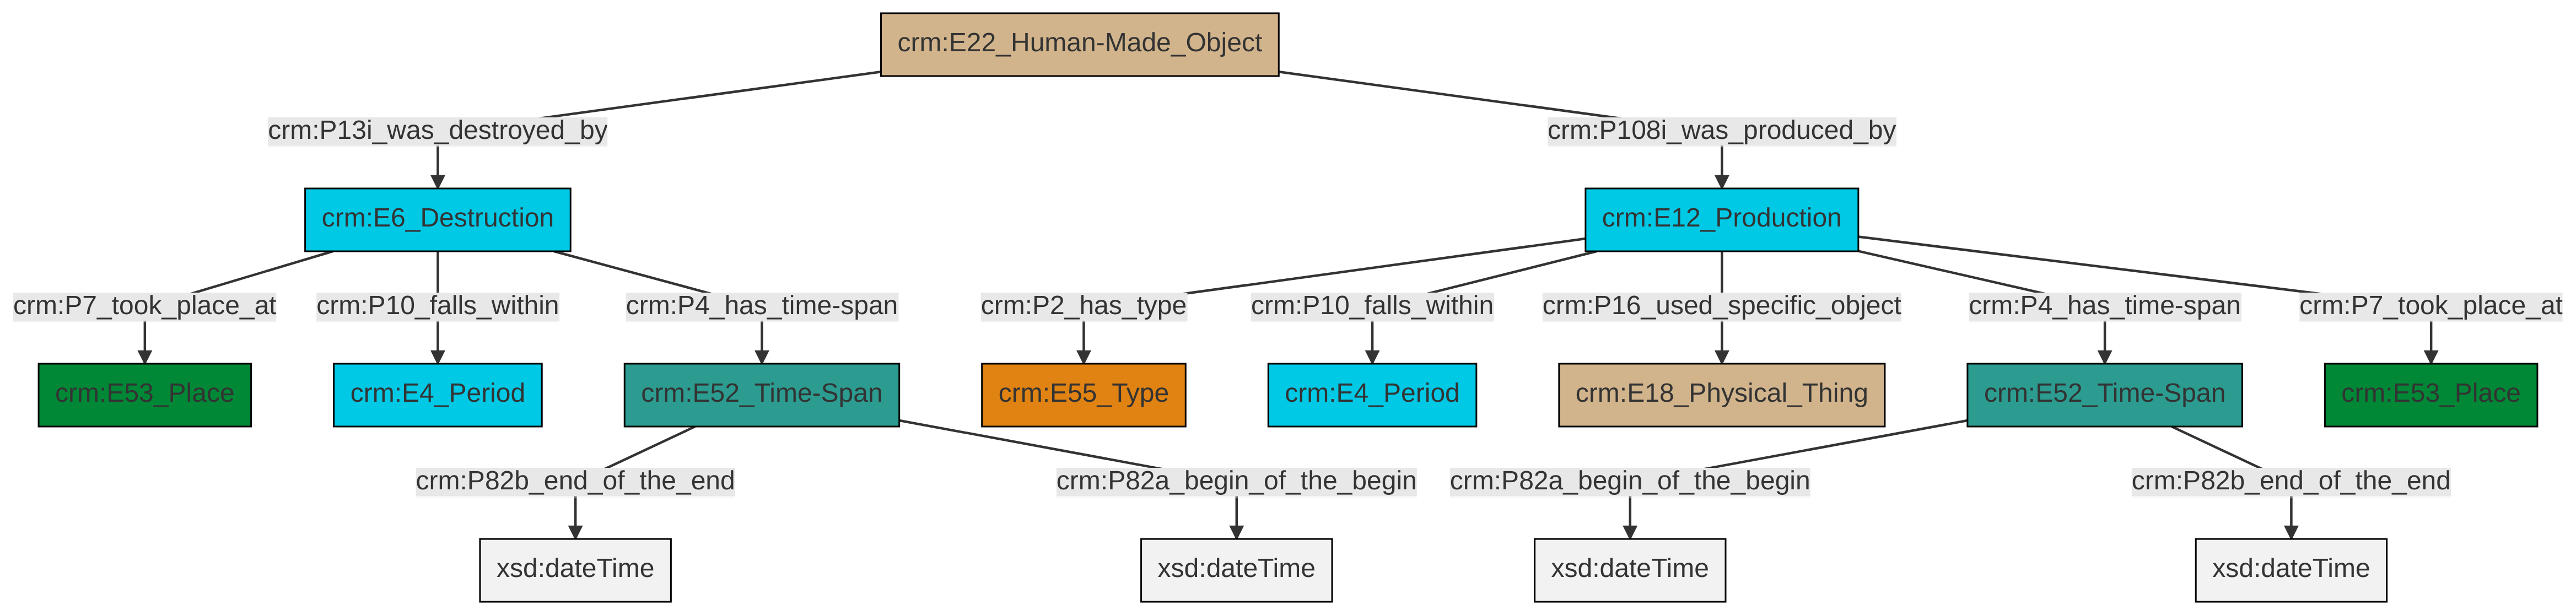 crm:E22_Human-Made_Object
crm:P13i_was_destroyed_by
crm:P108i_was_produced_by
crm:E6_Destruction
crm:E12_Production
crm:P7_took_place_at
crm:P10_falls_within
crm:P4_has_time-span
crm:P2_has_type
crm:P10_falls_within
crm:P16_used_specific_object
crm:P4_has_time-span
crm:P7_took_place_at
crm:E53_Place
crm:E4_Period
crm:E52_Time-Span
crm:E55_Type
crm:E4_Period
crm:E18_Physical_Thing
crm:E52_Time-Span
crm:E53_Place
crm:P82b_end_of_the_end
crm:P82a_begin_of_the_begin
crm:P82a_begin_of_the_begin
crm:P82b_end_of_the_end
xsd:dateTime
xsd:dateTime
xsd:dateTime
xsd:dateTime